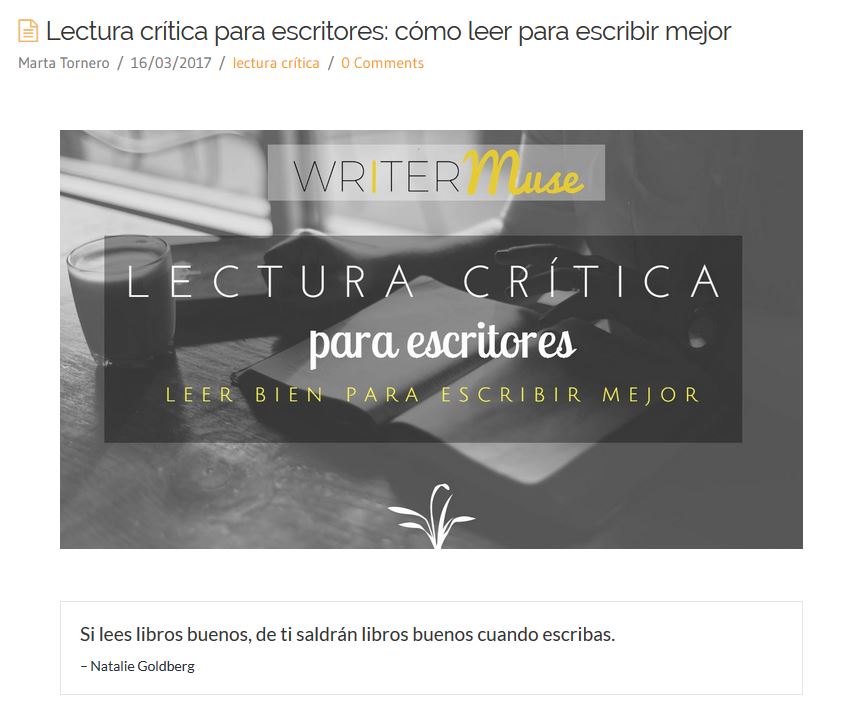 Lectura crítica para escritores: cómo leer para escribir mejor
Marta Tornero / 16/03/2017 / lectura crítica / 0 Comments
WRITER Muse
LECTURA CRÍTICA
para escritores
LEER BIEN PARA ESCRIBIR MEJOR
Si lees libros buenos, de ti saldrán libros buenos cuando escribas.
– Natalie Goldberg